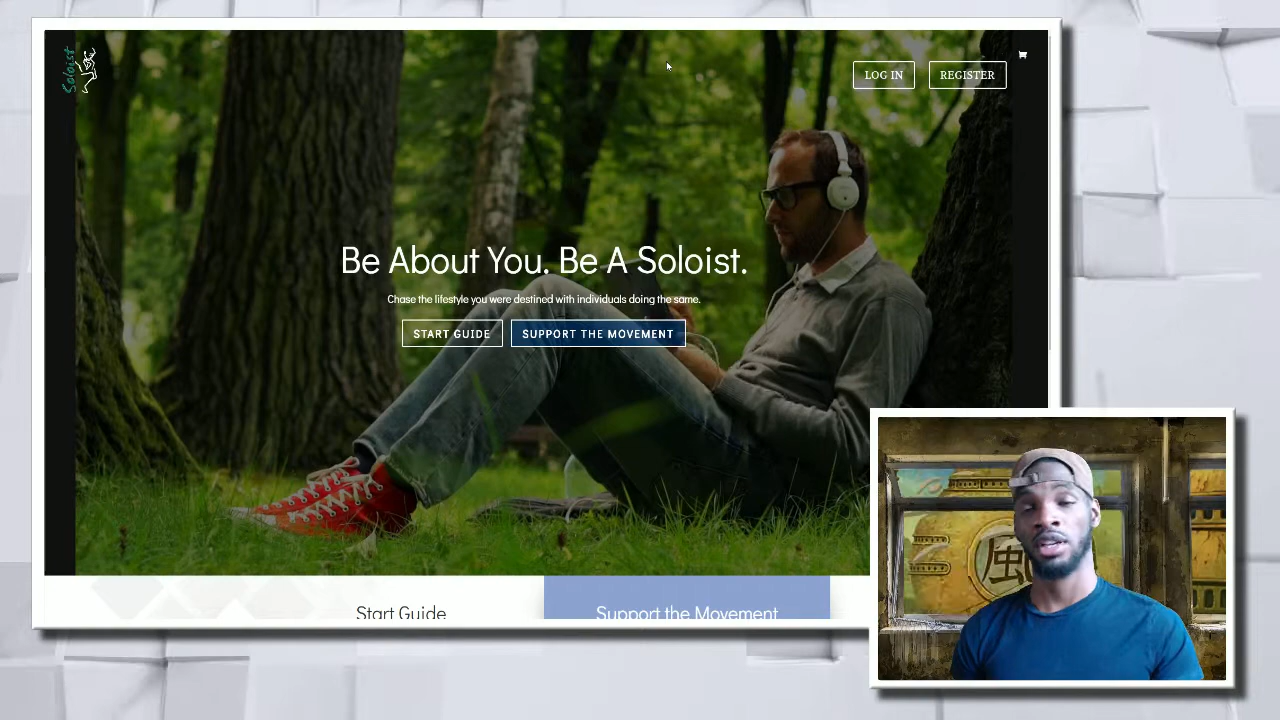 Soloist
LOG IN
REGISTER
Be About You. Be A Soloist.
Chase the lifestyle you were destined with individuals doing the same.
START GUIDE
SUPPORT THE MOVEMENT
Start Guide
Support the Movement
風